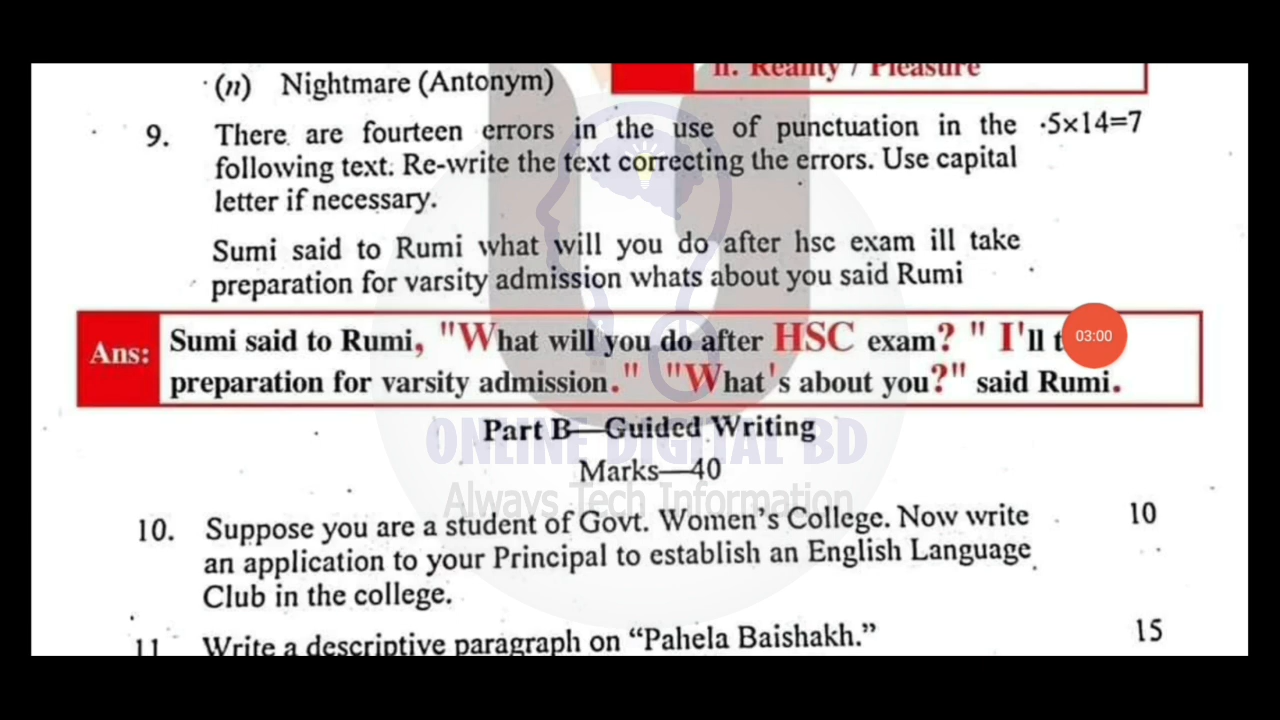 (n) Nightmare (Antonym)
II. Reality / Pleasure
9. There are fourteen errors in the use of punctuation in the ·5×14=7
following text. Re-write the text correcting the errors. Use capital
letter if necessary.
Sumi said to Rumi what will you do after hsc exam ill take
preparation for varsity admission whats about you said Rumi
Ans: Sumi said to Rumi, "What will you do after HSC exam? " I'll
03:00
preparation for varsity admission." "What's about you?" said Rumi.
Part B—Guided Writing
ONLINE DIGITAL BD
Marks—40
Always Tech Information
10. Suppose you are a student of Govt. Women's College. Now write 10
an application to your Principal to establish an English Language
Club in the college.
11 Write a descriptive paragraph on “Pahela Baishakh.” 15